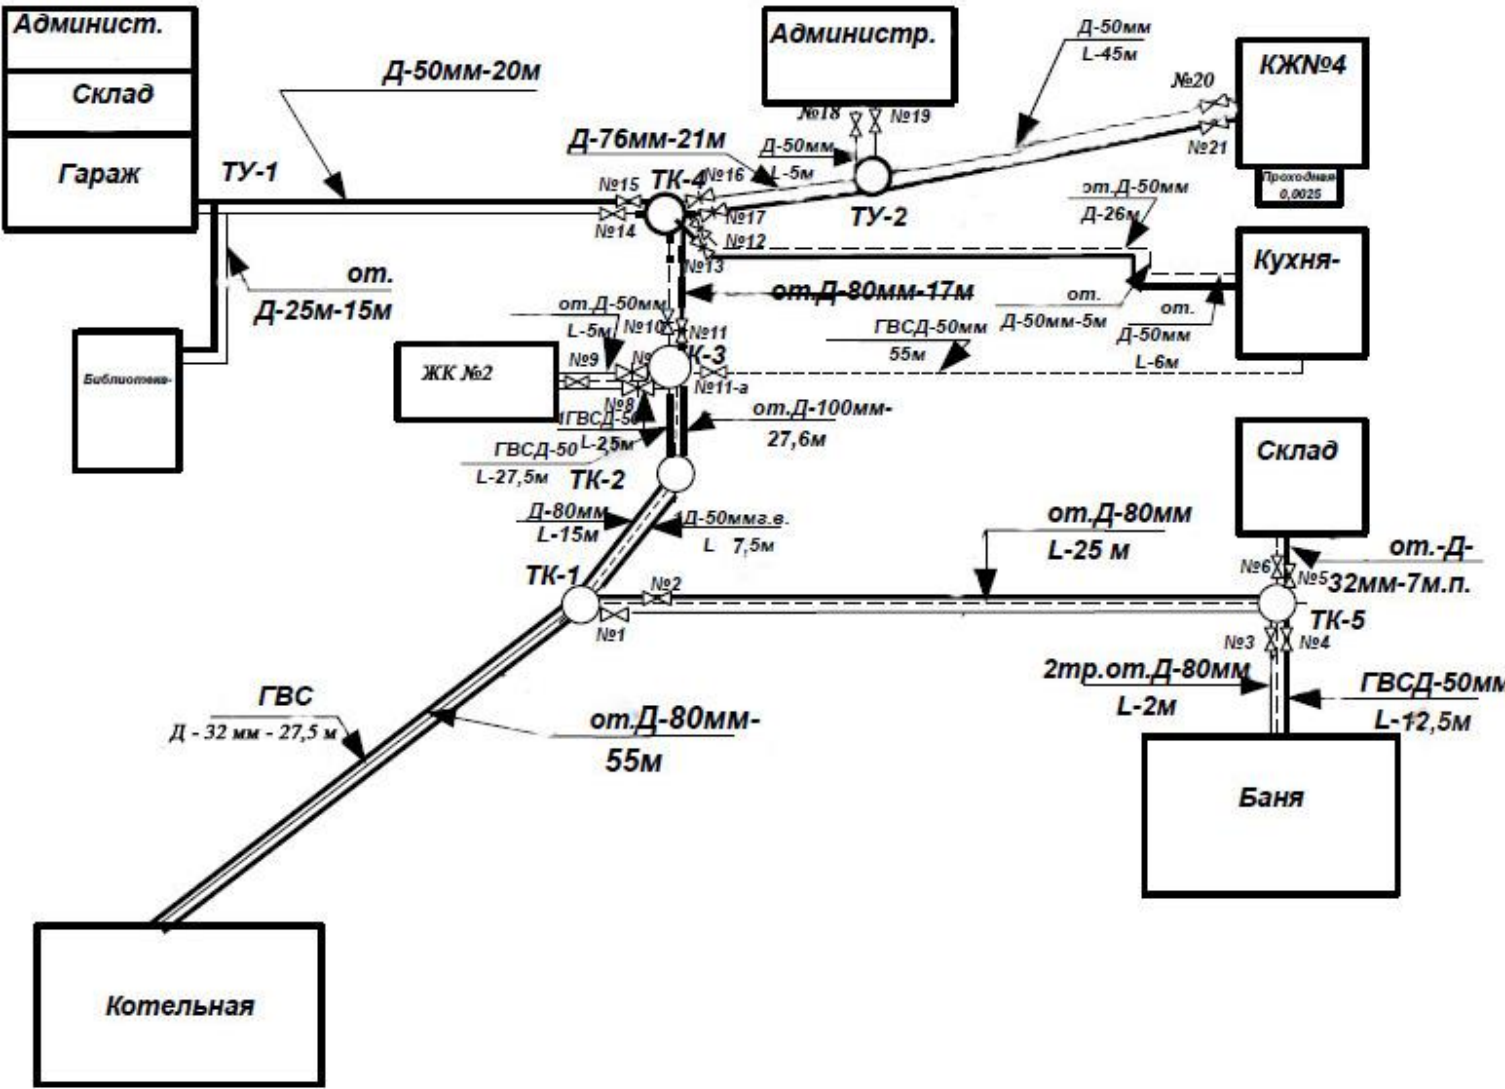 Админист.
Склад
Гараж
ТУ-1
Д-50мм-20м
от.
Д-25м-15м
Библиотека-
Администр.
№18
№19
Д-50мм
L-5м
Д-76мм-21м
№15
ТК-4
№16
№14
№17
№12
№13
ТУ-2
Д-50мм
L-45м
№20
№21
КЖ№4
Проходная-
0,0025
от.Д-50мм
Д-26м
Кухня-
от.
Д-50мм-5м
от.
Д-50мм
L-6м
от.Д-80мм-17м
от.Д-50мм
L-5м
№10
№11
ГВСД-50мм
55м
ЖК №2
№9
№8
№11-а
от.Д-100мм-
27,6м
L-25м
ГВСД-50
L-27,5м
ТК-2
Д-80мм
L-15м
Д-50ммг.в.
L 7,5м
ТК-1
№2
№1
от.Д-80мм
L-25 м
Склад
№6
№5
от.-Д-
32мм-7м.п.
ТК-5
№3
№4
2тр.от.Д-80мм
L-2м
ГВСД-50мм
L-12,5м
Баня
ГВС
Д - 32 мм - 27,5 м
от.Д-80мм-
55м
Котельная